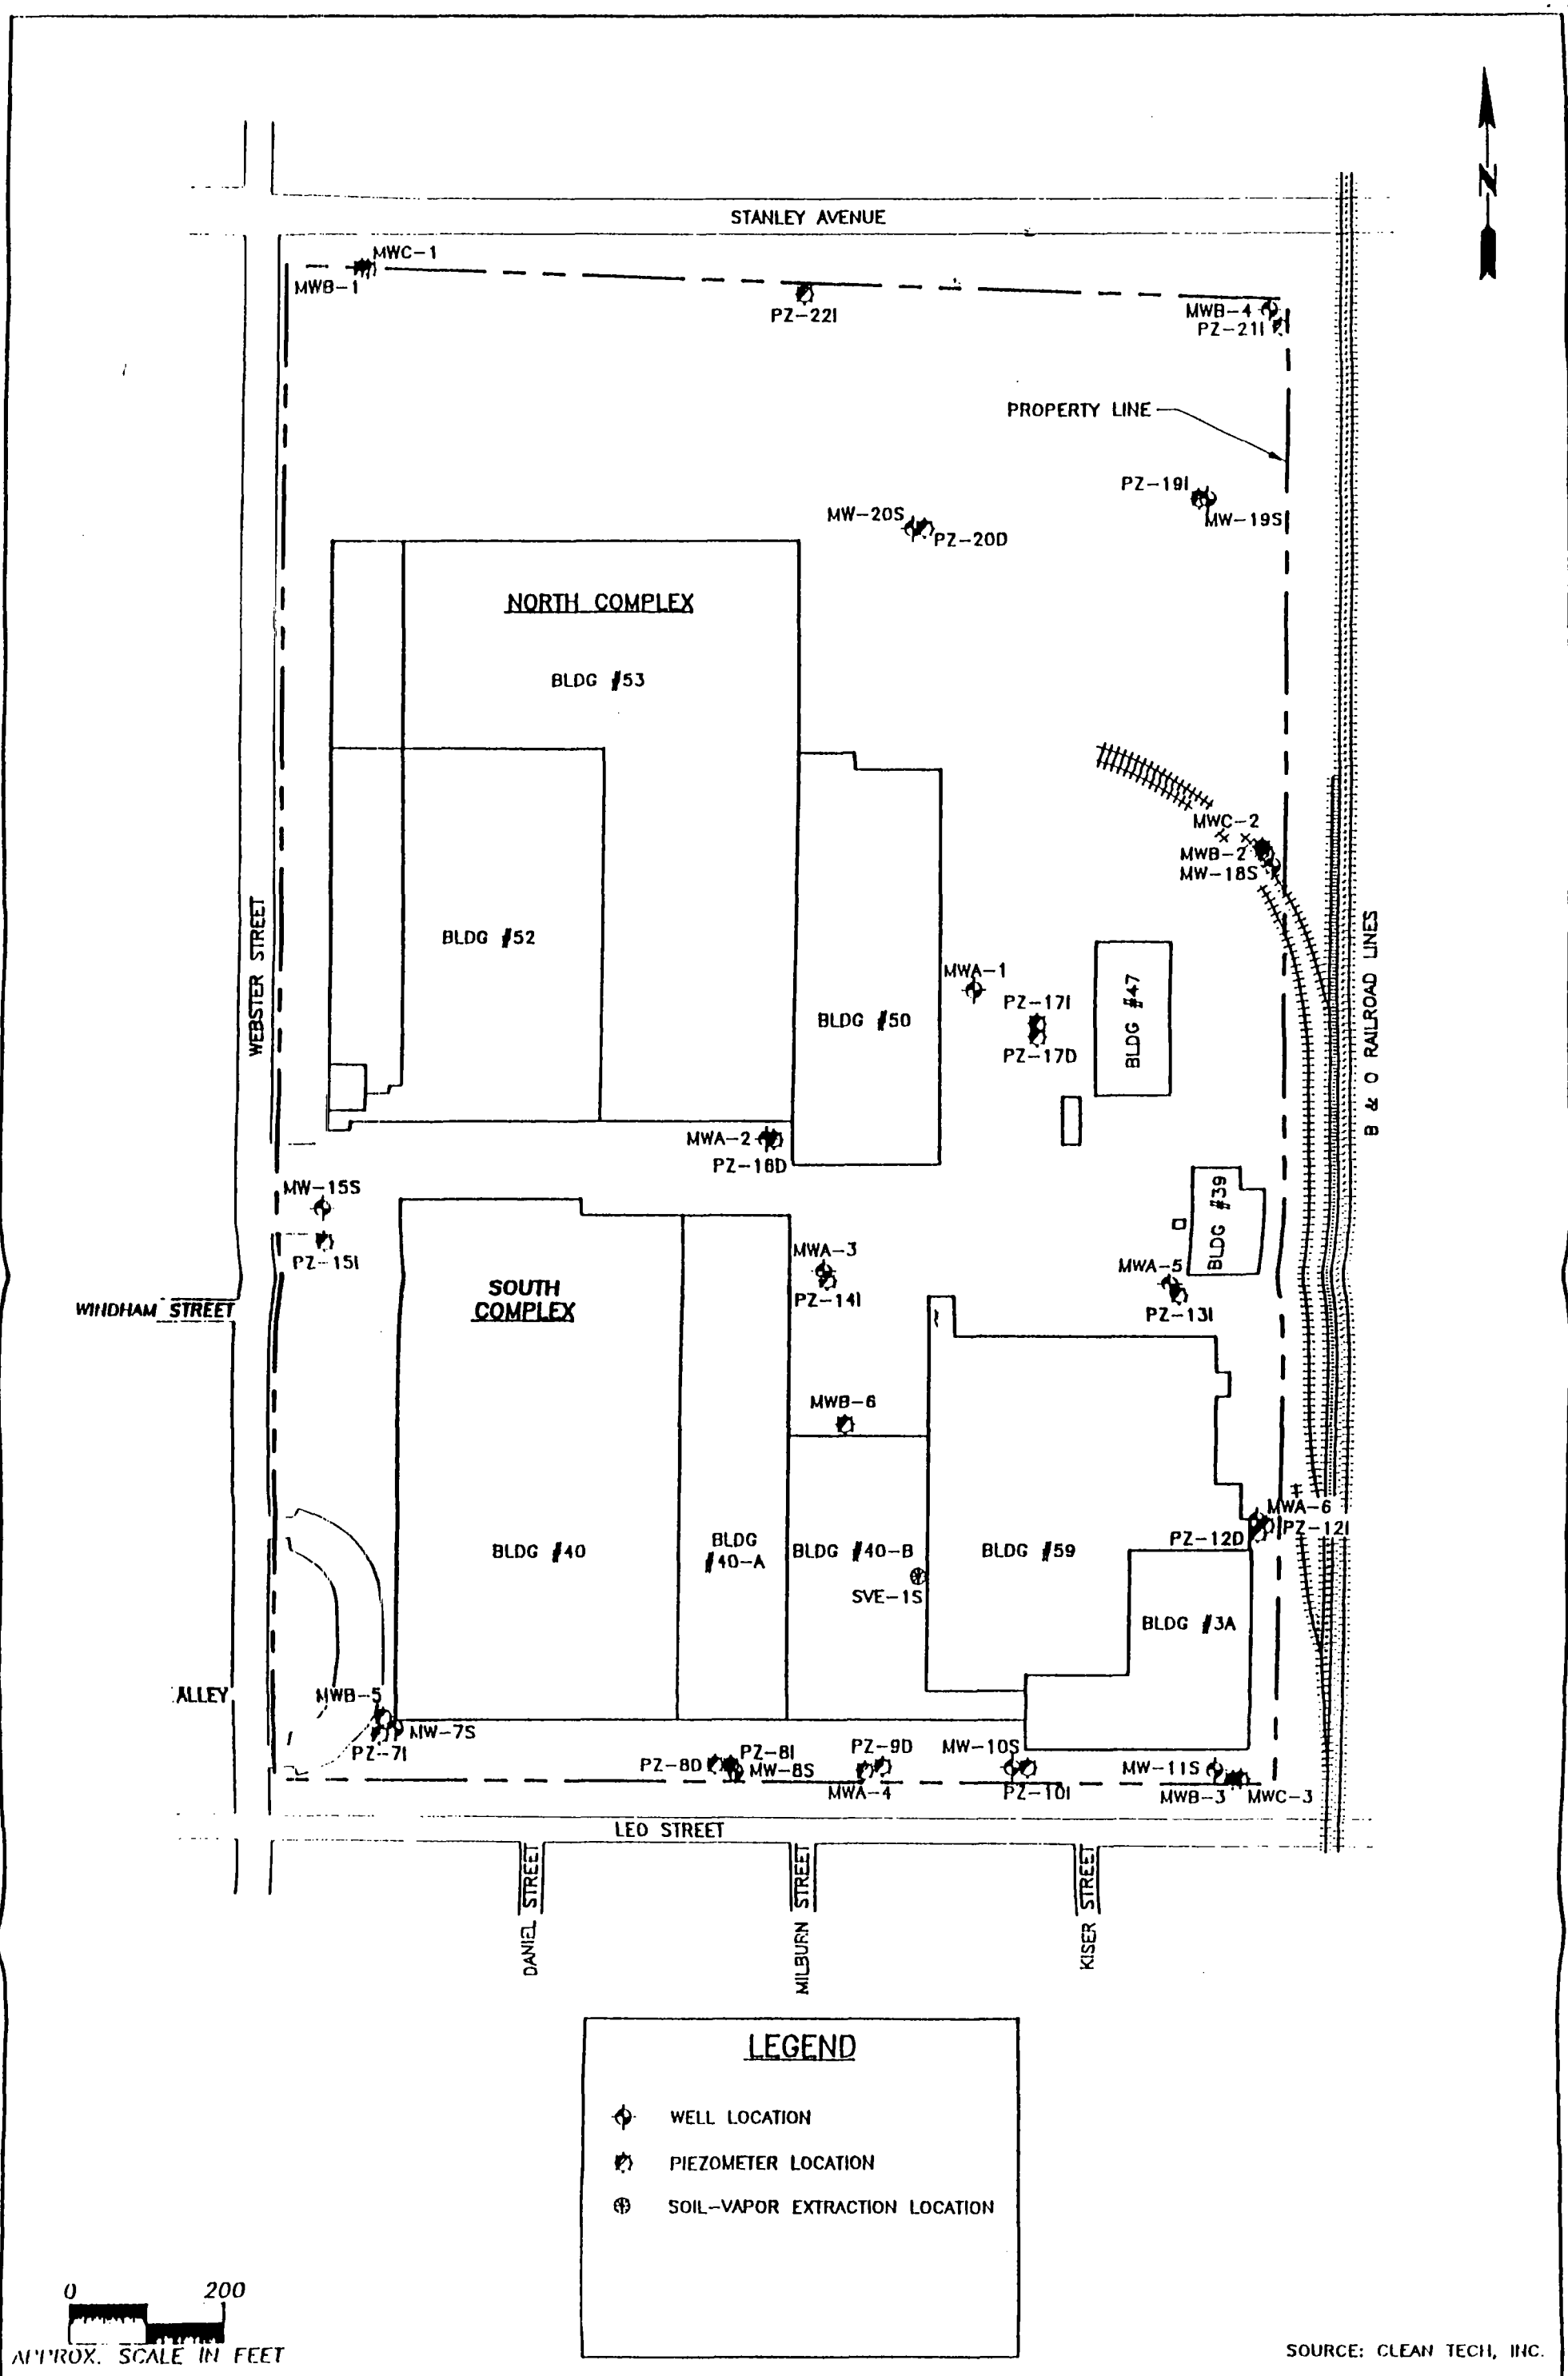 N
STANLEY AVENUE
MWC-1
MWB-1
PZ-22I
MWB-4
PZ-21I
PROPERTY LINE
PZ-19I
MW-19S
MW-20S
PZ-20D
NORTH COMPLEX
BLDG #53
MWC-2
MWB-2
MW-18S
WEBSTER STREET
BLDG #52
B & O RAILROAD LINES
MWA-1
PZ-17I
PZ-17D
BLDG #50
BLDG #47
MWA-2
PZ-16D
MW-15S
PZ-15I
BLDG #39
MWA-3
PZ-14I
MWA-5
PZ-13I
SOUTH
COMPLEX
WINDHAM STREET
MWB-6
MWA-6
PZ-12D
PZ-12I
BLDG #40
BLDG
#40-A
BLDG #40-B
BLDG #59
SVE-1S
BLDG #3A
ALLEY
MWB-5
MW-7S
PZ-7I
PZ-8D
PZ-8I
MW-8S
PZ-9D
MWA-4
MW-10S
PZ-10I
MW-11S
MWB-3
MWC-3
LEO STREET
DANIEL STREET
MILBURN STREET
KISER STREET
LEGEND
WELL LOCATION
PIEZOMETER LOCATION
SOIL-VAPOR EXTRACTION LOCATION
0 200
APPROX. SCALE IN FEET
SOURCE: CLEAN TECH, INC.